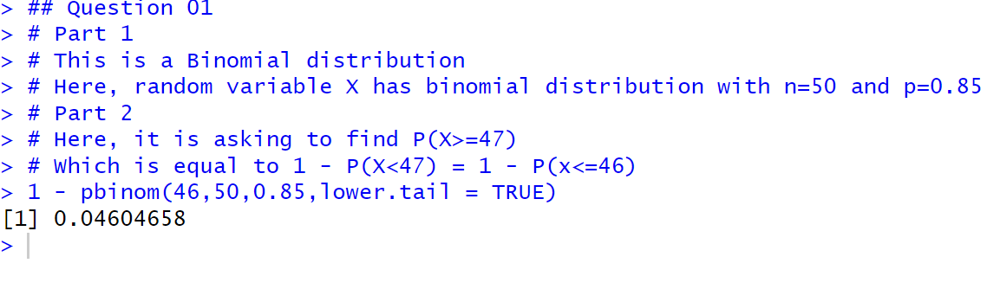 > ## Question 01
> # Part 1
> # This is a Binomial distribution
> # Here, random variable X has binomial distribution with n=50 and p=0.85
> # Part 2
> # Here, it is asking to find P(X>=47)
> # Which is equal to 1 - P(X<47) = 1 - P(x<=46)
> 1 - pbinom(46,50,0.85,lower.tail = TRUE)
[1] 0.04604658
>